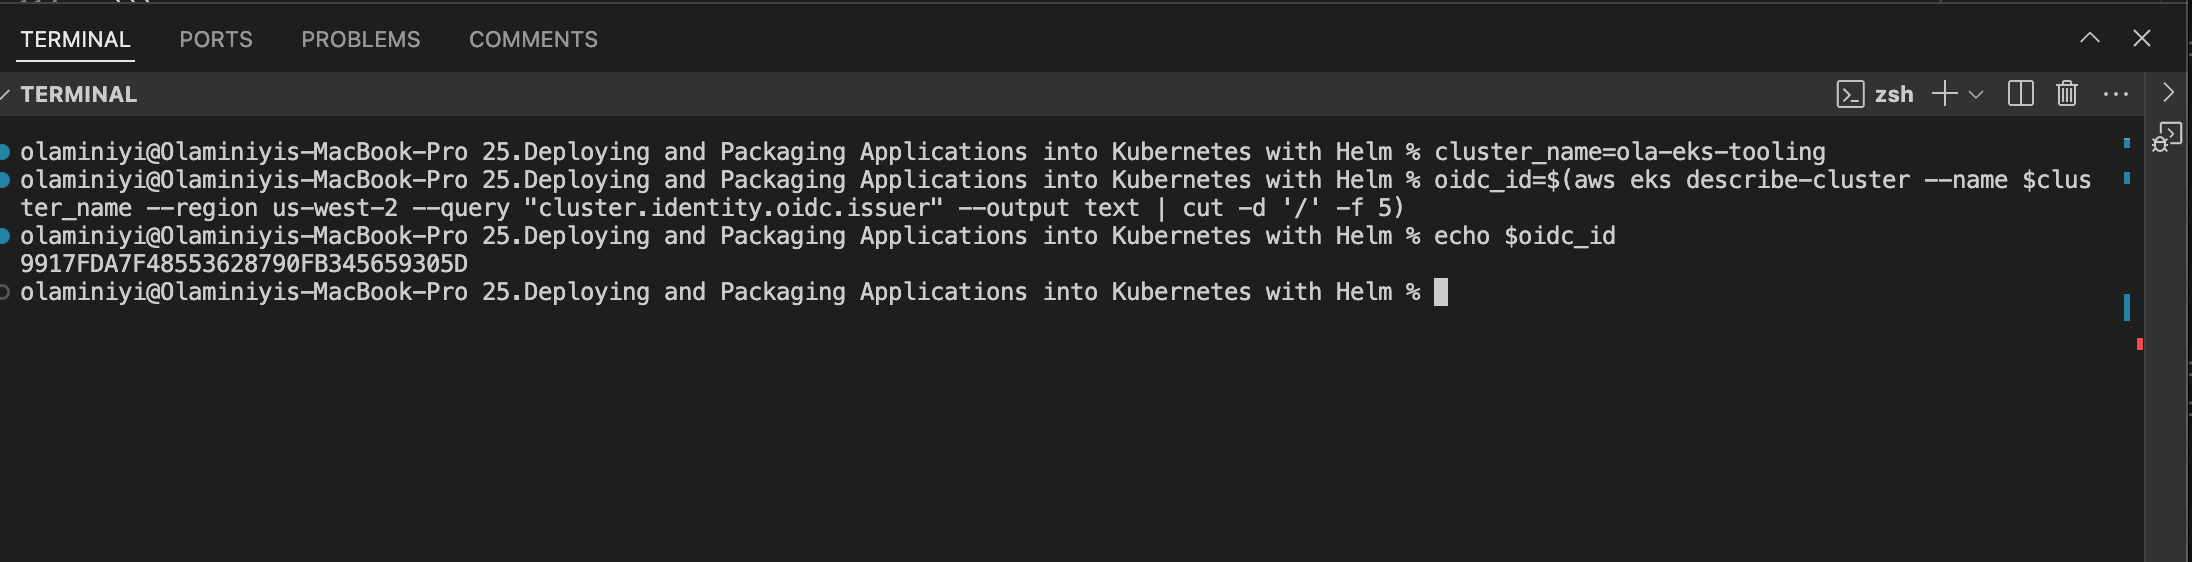 TERMINAL PORTS PROBLEMS COMMENTS
TERMINAL zsh
olaminiyi@Olaminiyis-MacBook-Pro 25.Deploying and Packaging Applications into Kubernetes with Helm % cluster_name=ola-eks-tooling
olaminiyi@Olaminiyis-MacBook-Pro 25.Deploying and Packaging Applications into Kubernetes with Helm % oidc_id=$(aws eks describe-cluster --name $clus
ter_name --region us-west-2 --query "cluster.identity.oidc.issuer" --output text | cut -d '/' -f 5)
olaminiyi@Olaminiyis-MacBook-Pro 25.Deploying and Packaging Applications into Kubernetes with Helm % echo $oidc_id
9917FDA7F48553628790FB345659305D
olaminiyi@Olaminiyis-MacBook-Pro 25.Deploying and Packaging Applications into Kubernetes with Helm %